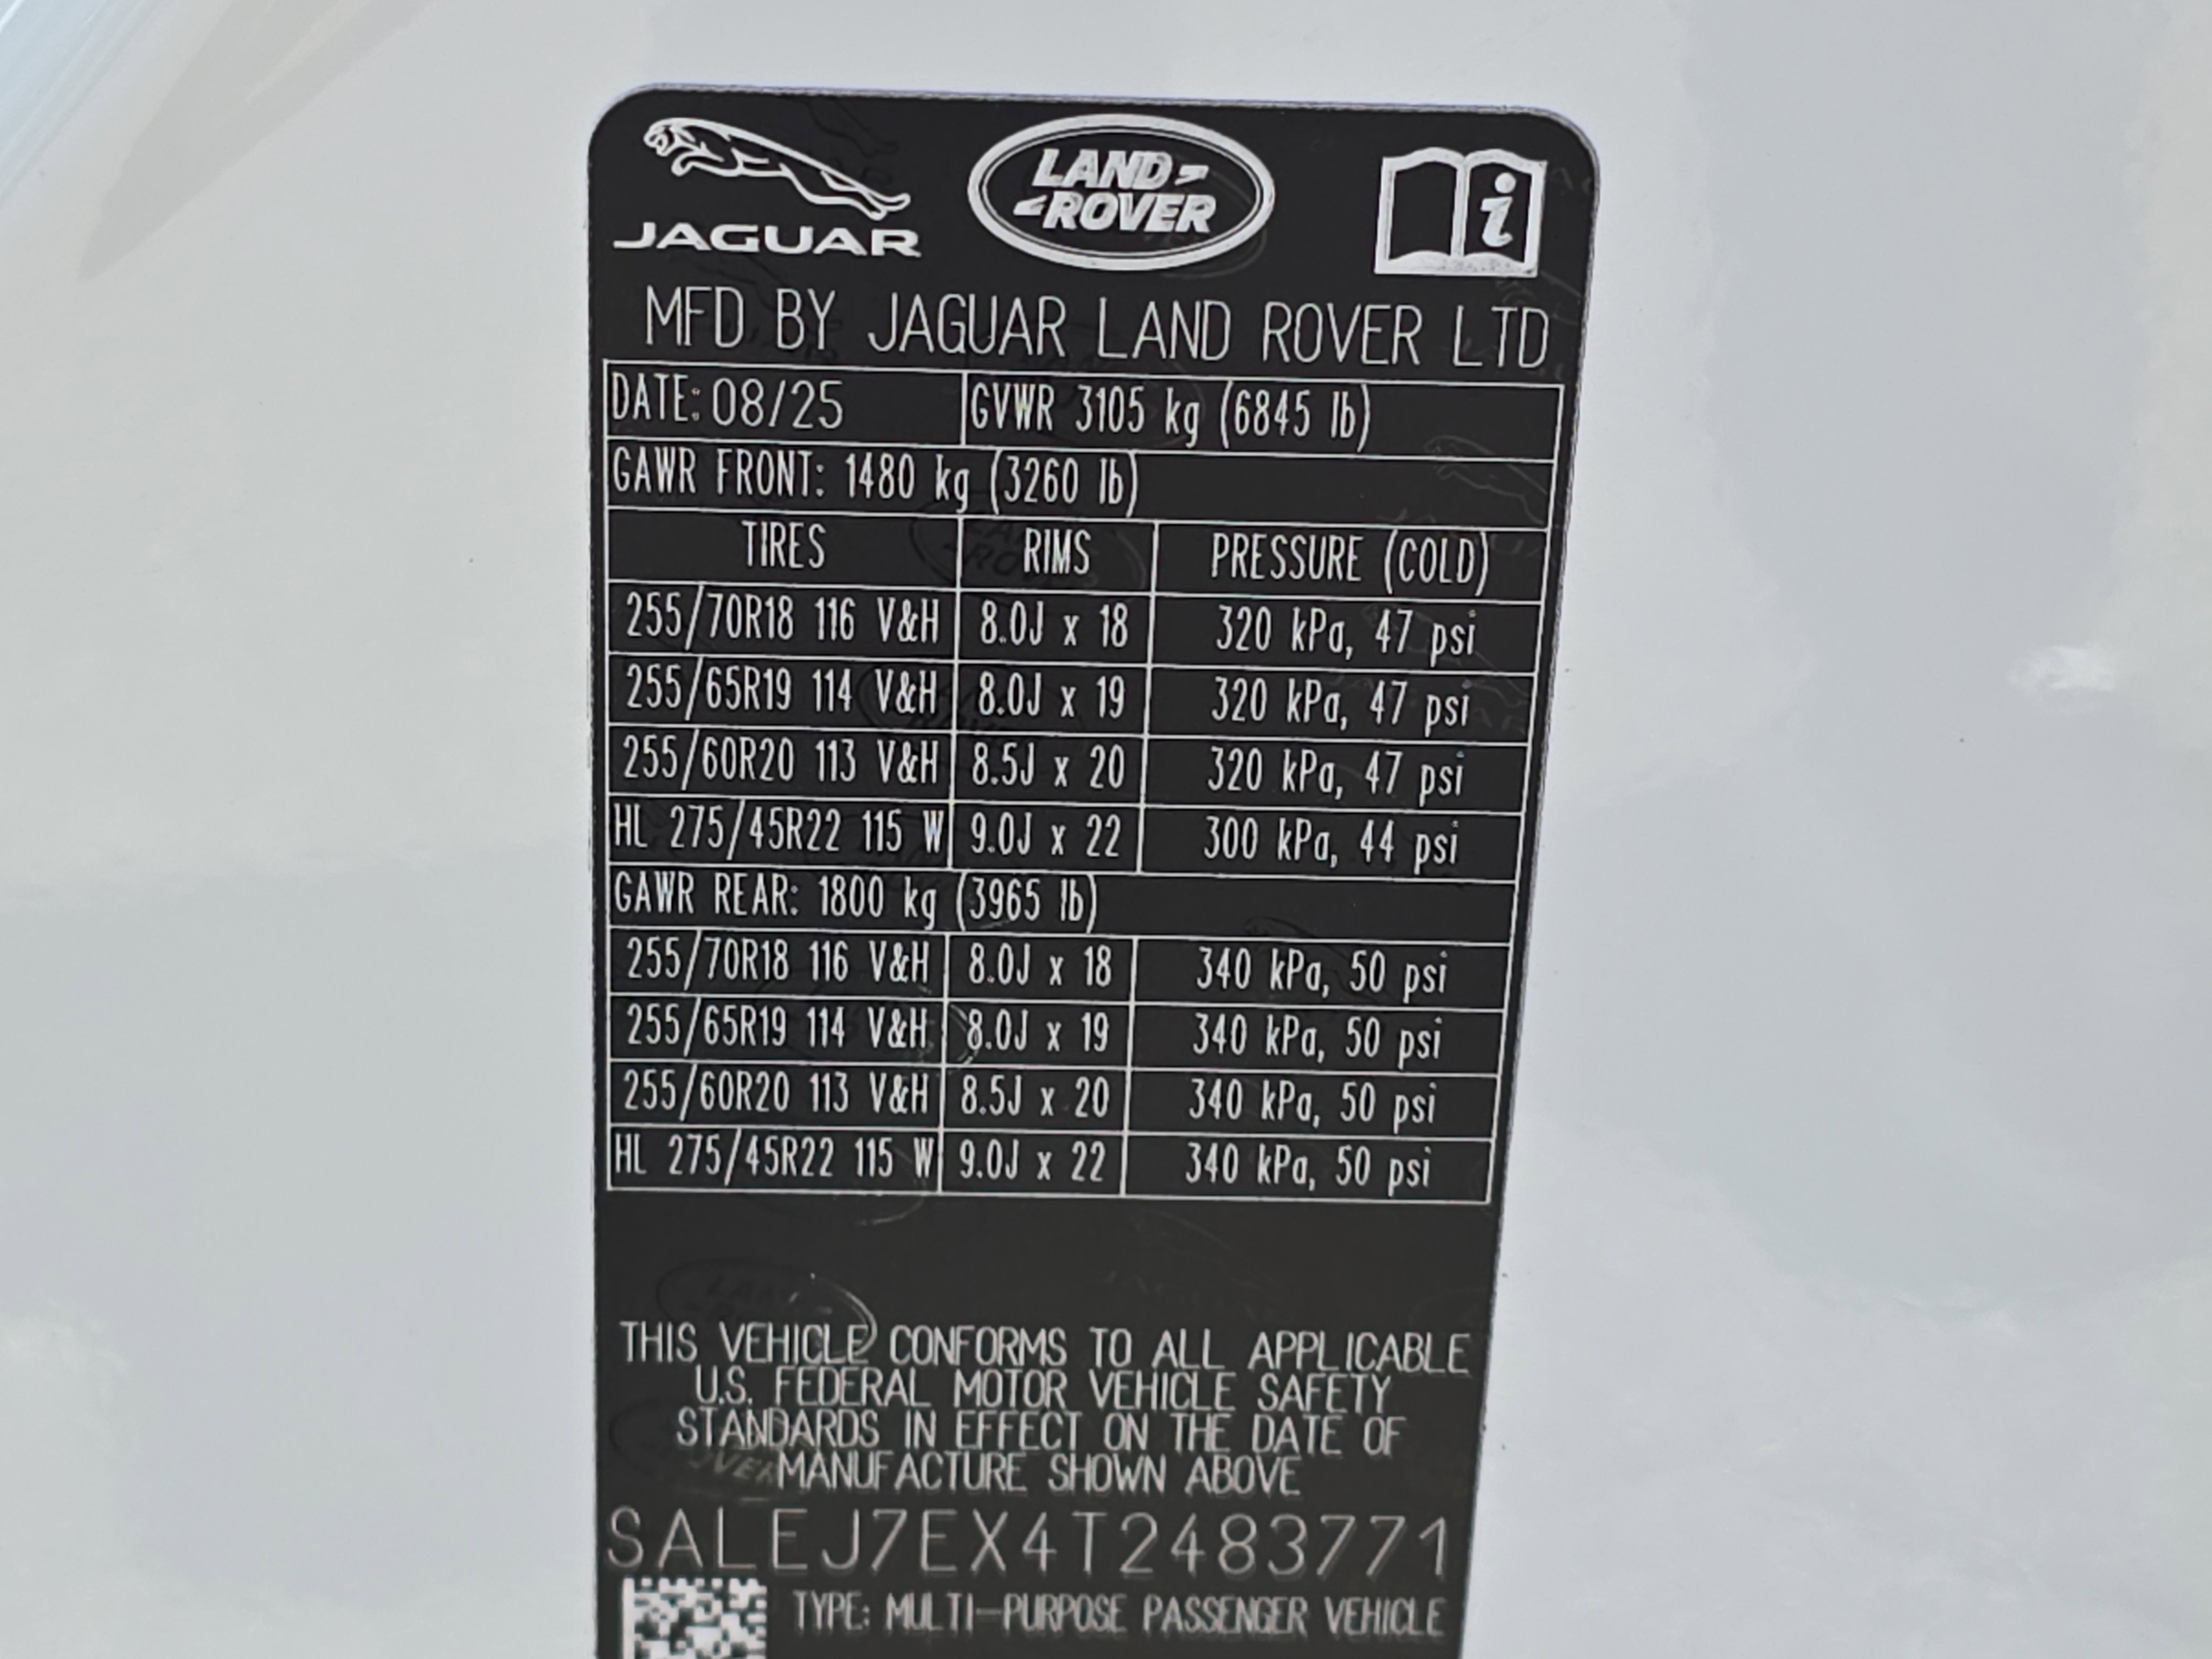 JAGUAR
LAND
ROVER
i
MFD BY JAGUAR LAND ROVER LTD
DATE: 08/25 GVWR 3105 kg (6845 lb)
GAWR FRONT: 1480 kg (3260 lb)
TIRES RIMS PRESSURE (COLD)
255/70R18 116 V&H 8.0J x 18 320 kPa, 47 psi
255/65R19 114 V&H 8.0J x 19 320 kPa, 47 psi
255/60R20 113 V&H 8.5J x 20 320 kPa, 47 psi
HL 275/45R22 115 W 9.0J x 22 300 kPa, 44 psi
GAWR REAR: 1800 kg (3965 lb)
255/70R18 116 V&H 8.0J x 18 340 kPa, 50 psi
255/65R19 114 V&H 8.0J x 19 340 kPa, 50 psi
255/60R20 113 V&H 8.5J x 20 340 kPa, 50 psi
HL 275/45R22 115 W 9.0J x 22 340 kPa, 50 psi
THIS VEHICLE CONFORMS TO ALL APPLICABLE
U.S. FEDERAL MOTOR VEHICLE SAFETY
STANDARDS IN EFFECT ON THE DATE OF
MANUFACTURE SHOWN ABOVE
SALEJ7EX4T2483771
TYPE: MULTI-PURPOSE PASSENGER VEHICLE